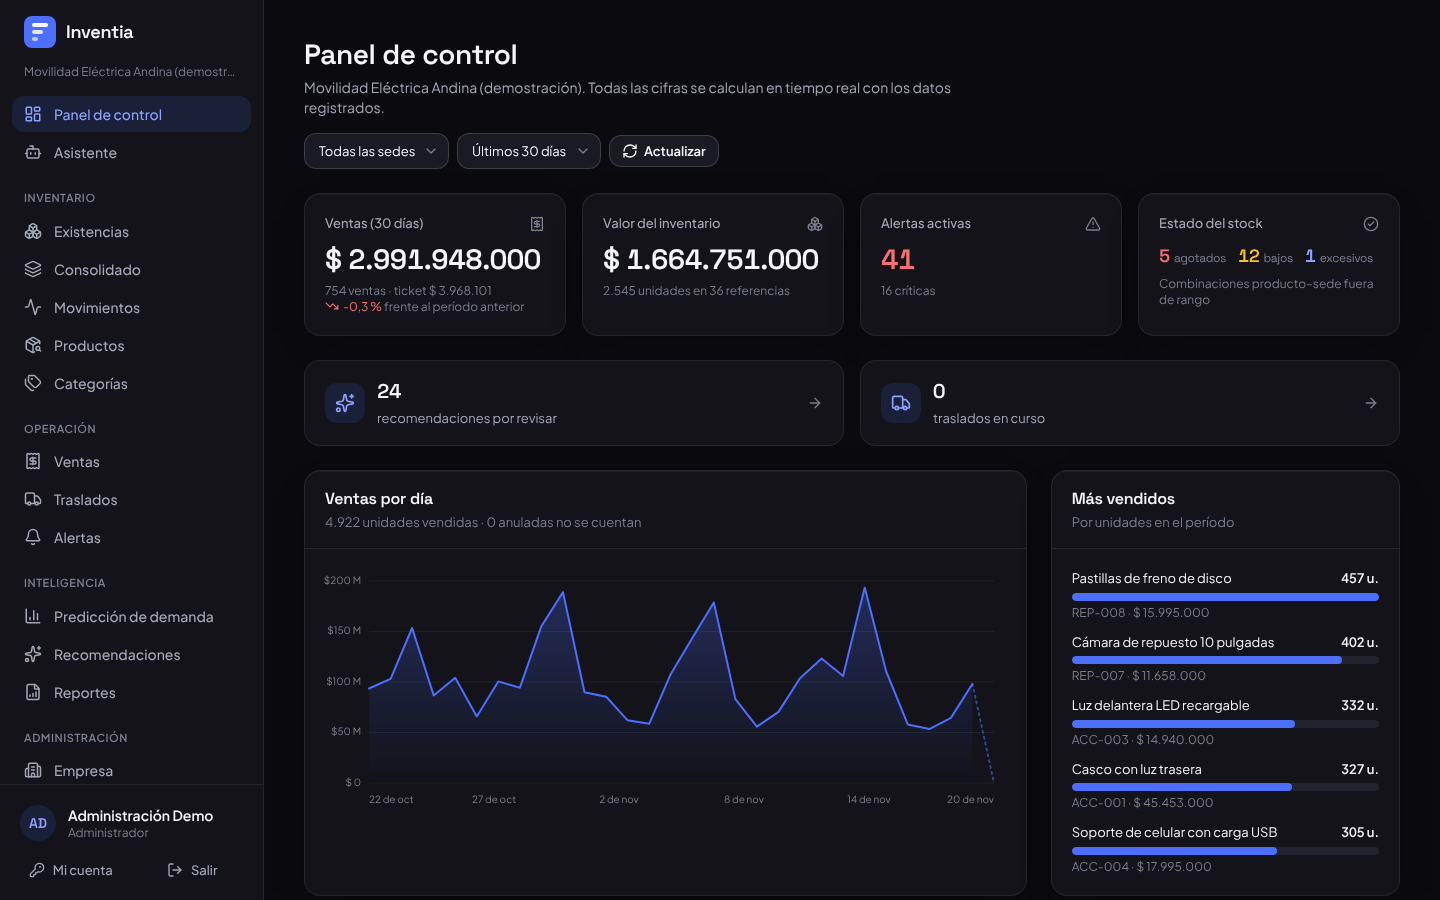 Inventia
Movilidad Eléctrica Andina (demostr...
Panel de control
Asistente
INVENTARIO
Existencias
Consolidado
Movimientos
Productos
Categorías
OPERACIÓN
Ventas
Traslados
Alertas
INTELIGENCIA
Predicción de demanda
Recomendaciones
Reportes
ADMINISTRACIÓN
Empresa
AD
Administración Demo
Administrador
Mi cuenta
Salir
Panel de control
Movilidad Eléctrica Andina (demostración). Todas las cifras se calculan en tiempo real con los datos
registrados.
Todas las sedes
Últimos 30 días
Actualizar
Ventas (30 días)
$ 2.991.948.000
754 ventas · ticket $ 3.968.101
-0,3 % frente al período anterior
Valor del inventario
$ 1.664.751.000
2.545 unidades en 36 referencias
Alertas activas
41
16 críticas
Estado del stock
5 agotados 12 bajos 1 excesivos
Combinaciones producto-sede fuera
de rango
24
recomendaciones por revisar
0
traslados en curso
Ventas por día
4.922 unidades vendidas · 0 anuladas no se cuentan
$200 M
$150 M
$100 M
$50 M
$ 0
22 de oct
27 de oct
2 de nov
8 de nov
14 de nov
20 de nov
Más vendidos
Por unidades en el período
Pastillas de freno de disco 457 u.
REP-008 · $ 15.995.000
Cámara de repuesto 10 pulgadas 402 u.
REP-007 · $ 11.658.000
Luz delantera LED recargable 332 u.
ACC-003 · $ 14.940.000
Casco con luz trasera 327 u.
ACC-001 · $ 45.453.000
Soporte de celular con carga USB 305 u.
ACC-004 · $ 17.995.000